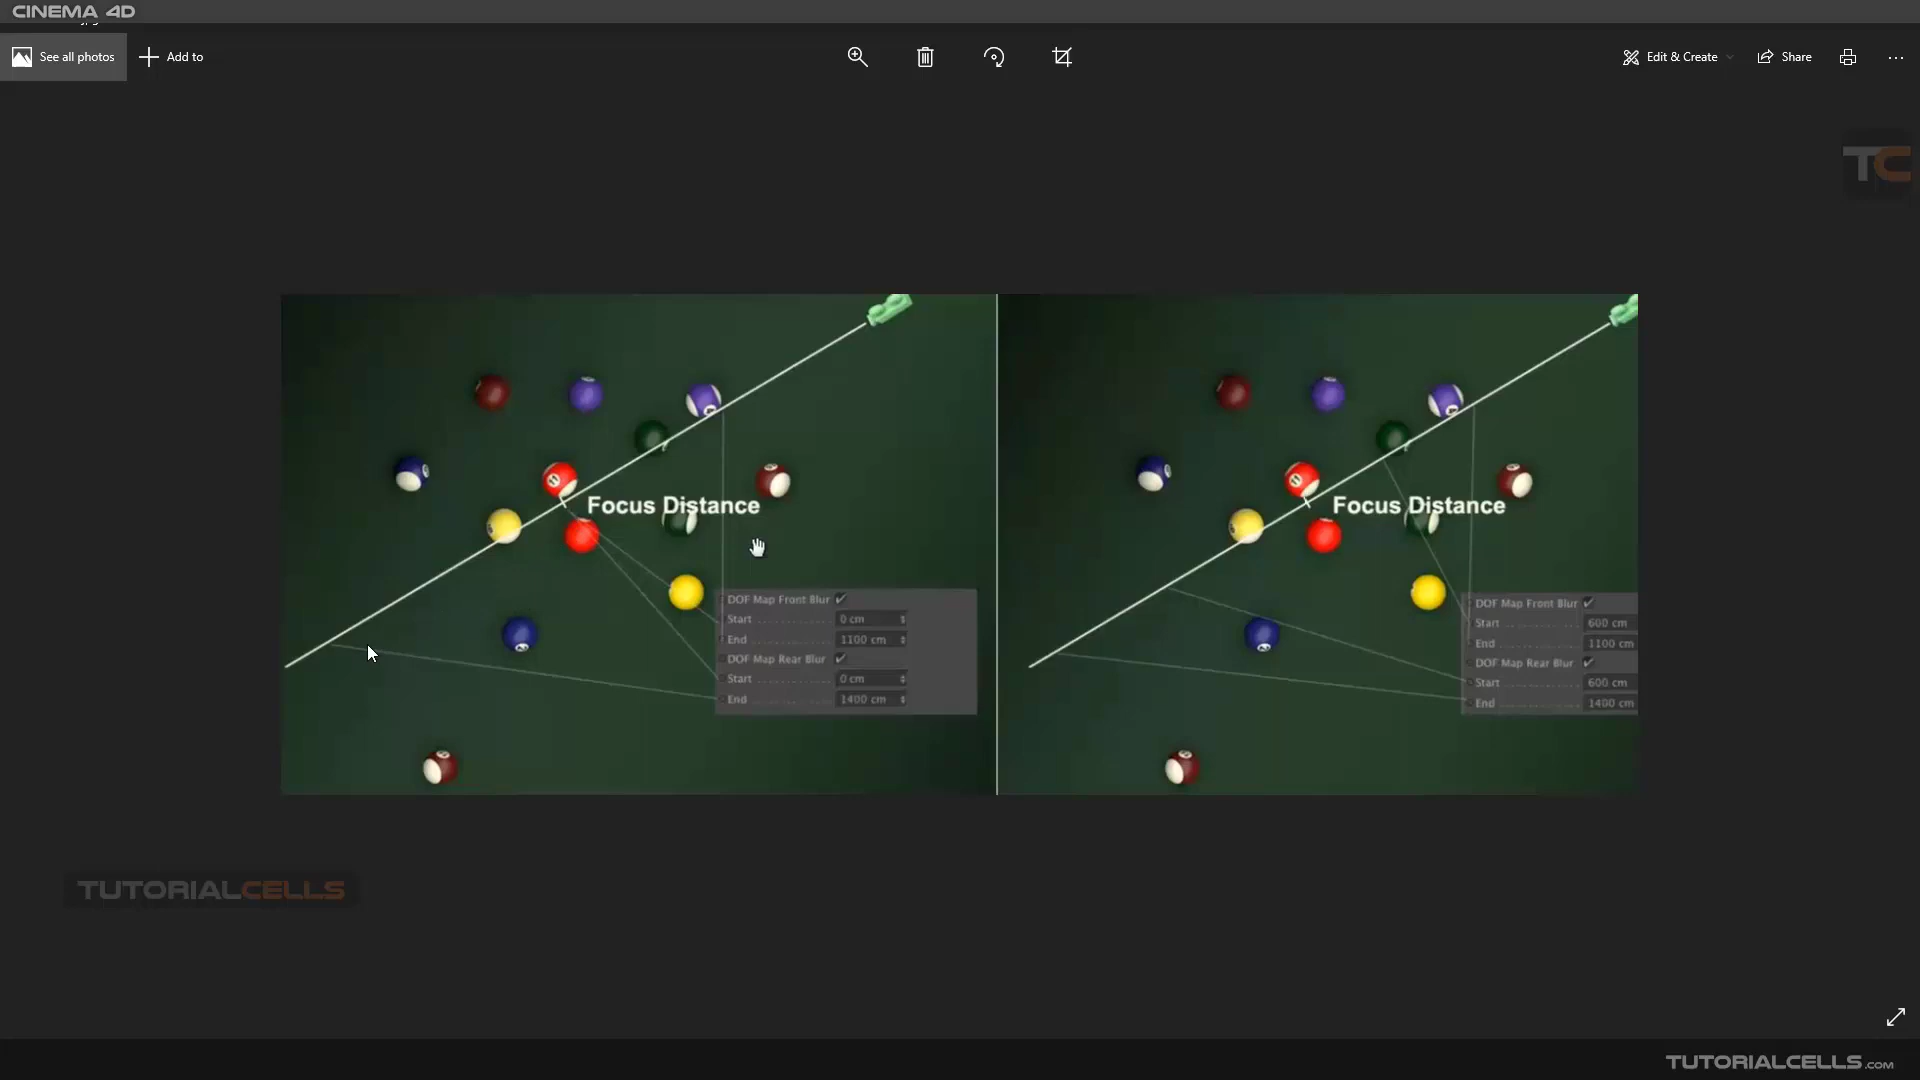 CINEMA 4D
See all photos
Add to
Edit & Create
Share
TC
Focus Distance
DOF Map Front Blur
Start 0 cm
End 1100 cm
DOF Map Rear Blur
Start 0 cm
End 1400 cm
Focus Distance
DOF Map Front Blur
Start 600 cm
End 1100 cm
DOF Map Rear Blur
Start 600 cm
End 1400 cm
TUTORIALCELLS
TUTORIALCELLS.COM